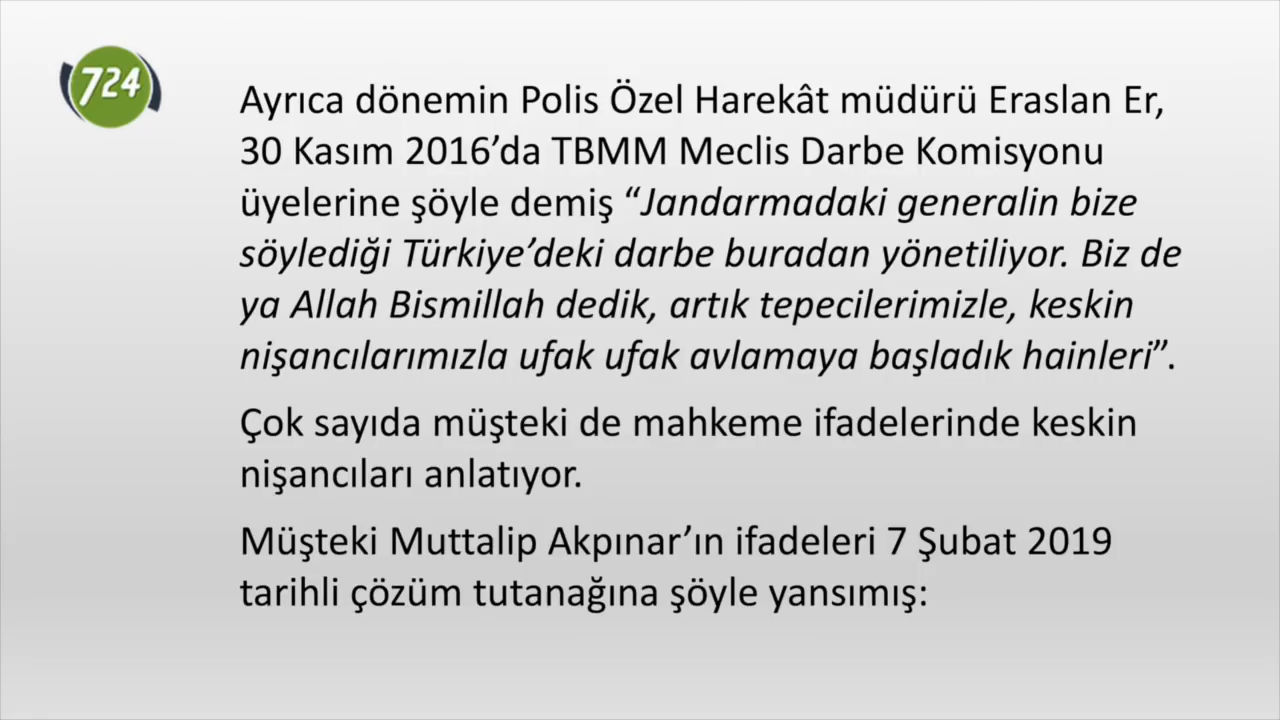 724
Ayrıca dönemin Polis Özel Harekât müdürü Eraslan Er,
30 Kasım 2016’da TBMM Meclis Darbe Komisyonu
üyelerine şöyle demiş “Jandarmadaki generalin bize
söylediği Türkiye’deki darbe buradan yönetiliyor. Biz de
ya Allah Bismillah dedik, artık tepecilerimizle, keskin
nişancılarımızla ufak ufak avlamaya başladık hainleri”.
Çok sayıda müşteki de mahkeme ifadelerinde keskin
nişancıları anlatıyor.
Müşteki Muttalip Akpınar’ın ifadeleri 7 Şubat 2019
tarihli çözüm tutanağına şöyle yansımış: